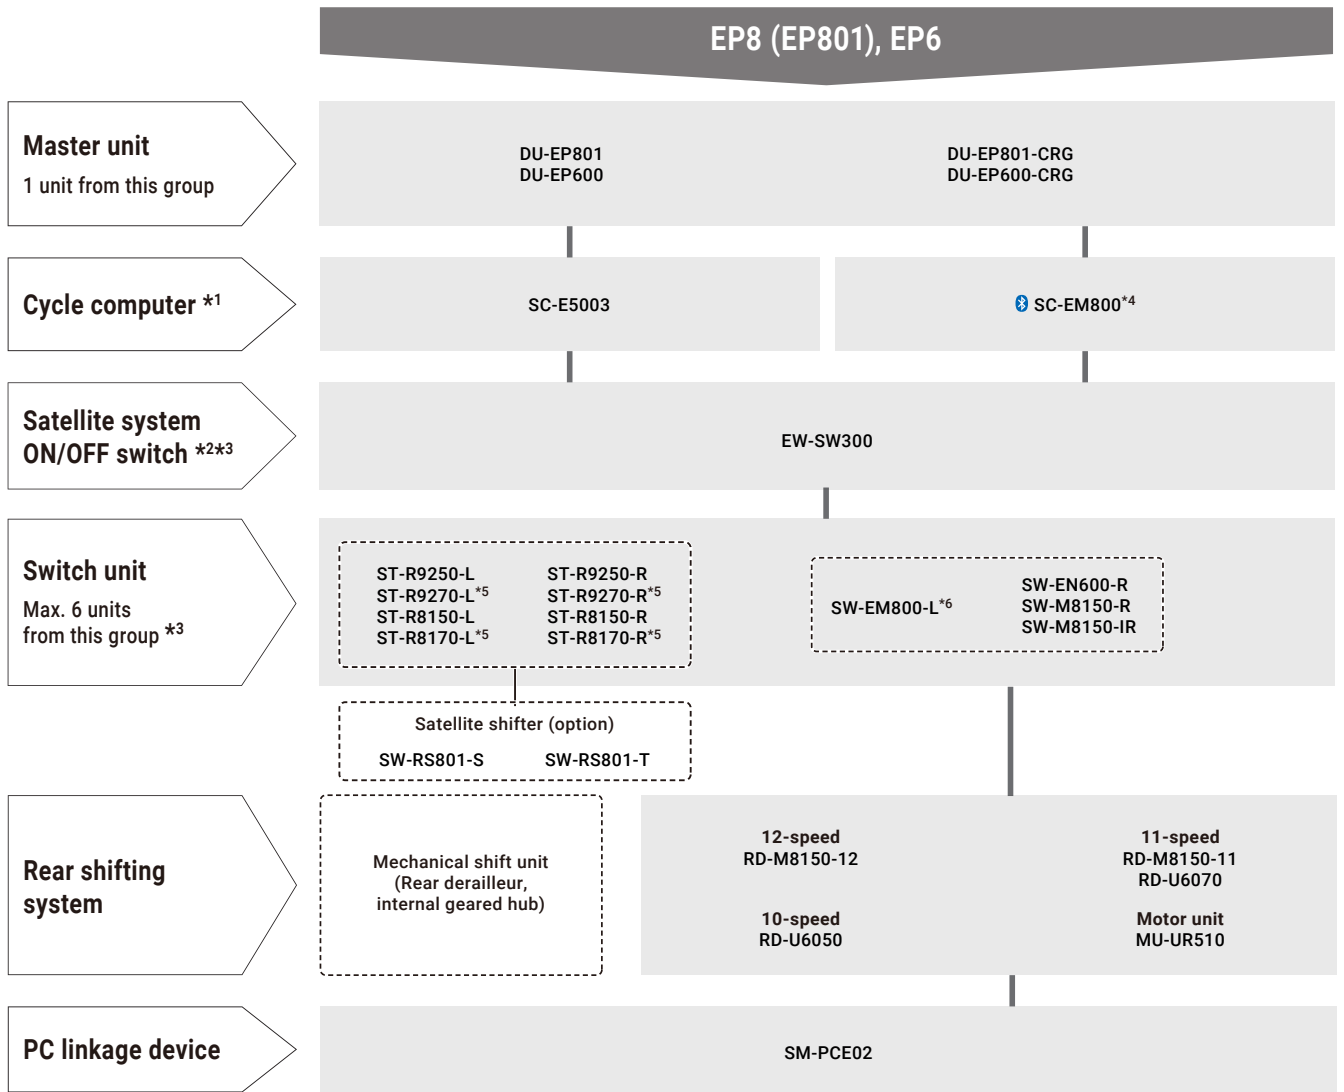 EP8 (EP801), EP6
Master unit
1 unit from this group
DU-EP801
DU-EP600
DU-EP801-CRG
DU-EP600-CRG
Cycle computer *1
SC-E5003
SC-EM800*4
Satellite system
ON/OFF switch *2*3
EW-SW300
Switch unit
Max. 6 units
from this group *3
ST-R9250-L
ST-R9270-L*5
ST-R8150-L
ST-R8170-L*5
ST-R9250-R
ST-R9270-R*5
ST-R8150-R
ST-R8170-R*5
SW-EM800-L*6
SW-EN600-R
SW-M8150-R
SW-M8150-IR
Satellite shifter (option)
SW-RS801-S
SW-RS801-T
Rear shifting
system
Mechanical shift unit
(Rear derailleur,
internal geared hub)
12-speed
RD-M8150-12
11-speed
RD-M8150-11
RD-U6070
10-speed
RD-U6050
Motor unit
MU-UR510
PC linkage device
SM-PCE02